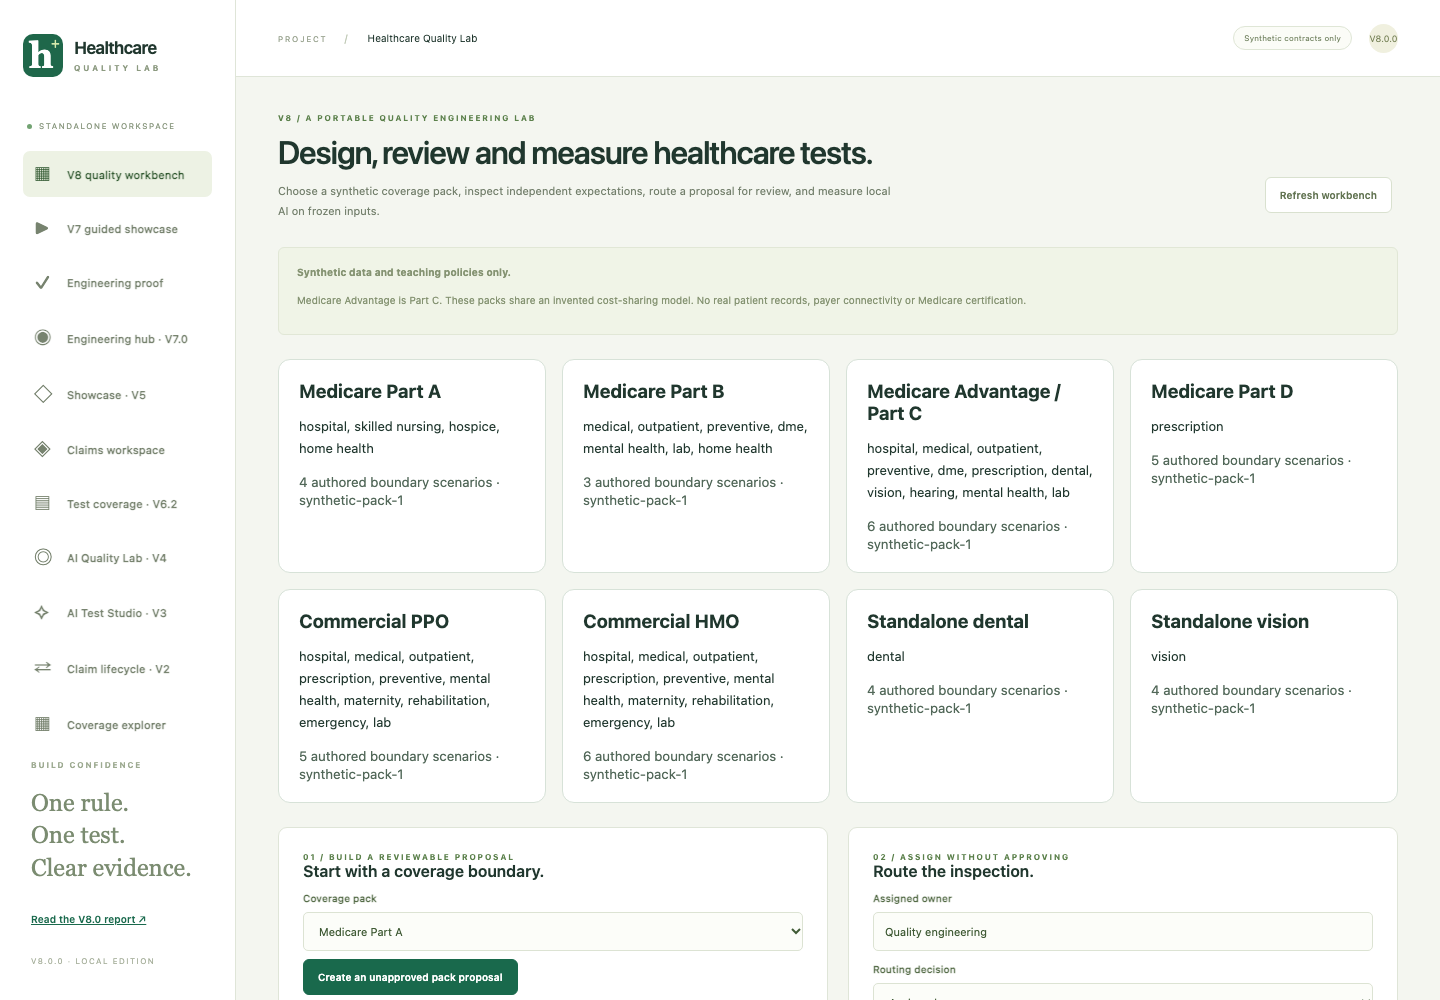 h+
Healthcare
QUALITY LAB
STANDALONE WORKSPACE
V8 quality workbench
V7 guided showcase
Engineering proof
Engineering hub · V7.0
Showcase · V5
Claims workspace
Test coverage · V6.2
AI Quality Lab · V4
AI Test Studio · V3
Claim lifecycle · V2
Coverage explorer
BUILD CONFIDENCE
One rule.
One test.
Clear evidence.
Read the V8.0 report ↗
V8.0.0 · LOCAL EDITION
PROJECT / Healthcare Quality Lab
Synthetic contracts only
V8.0.0
V8 / A PORTABLE QUALITY ENGINEERING LAB
Design, review and measure healthcare tests.
Choose a synthetic coverage pack, inspect independent expectations, route a proposal for review, and measure local
AI on frozen inputs.
Refresh workbench
Synthetic data and teaching policies only.
Medicare Advantage is Part C. These packs share an invented cost-sharing model. No real patient records, payer connectivity or Medicare certification.
Medicare Part A
hospital, skilled nursing, hospice,
home health
4 authored boundary scenarios ·
synthetic-pack-1
Medicare Part B
medical, outpatient, preventive, dme,
mental health, lab, home health
3 authored boundary scenarios ·
synthetic-pack-1
Medicare Advantage /
Part C
hospital, medical, outpatient,
preventive, dme, prescription, dental,
vision, hearing, mental health, lab
6 authored boundary scenarios ·
synthetic-pack-1
Medicare Part D
prescription
5 authored boundary scenarios ·
synthetic-pack-1
Commercial PPO
hospital, medical, outpatient,
prescription, preventive, mental
health, maternity, rehabilitation,
emergency, lab
5 authored boundary scenarios ·
synthetic-pack-1
Commercial HMO
hospital, medical, outpatient,
prescription, preventive, mental
health, maternity, rehabilitation,
emergency, lab
6 authored boundary scenarios ·
synthetic-pack-1
Standalone dental
dental
4 authored boundary scenarios ·
synthetic-pack-1
Standalone vision
vision
4 authored boundary scenarios ·
synthetic-pack-1
01 / BUILD A REVIEWABLE PROPOSAL
Start with a coverage boundary.
Coverage pack
Medicare Part A
Create an unapproved pack proposal
02 / ASSIGN WITHOUT APPROVING
Route the inspection.
Assigned owner
Quality engineering
Routing decision